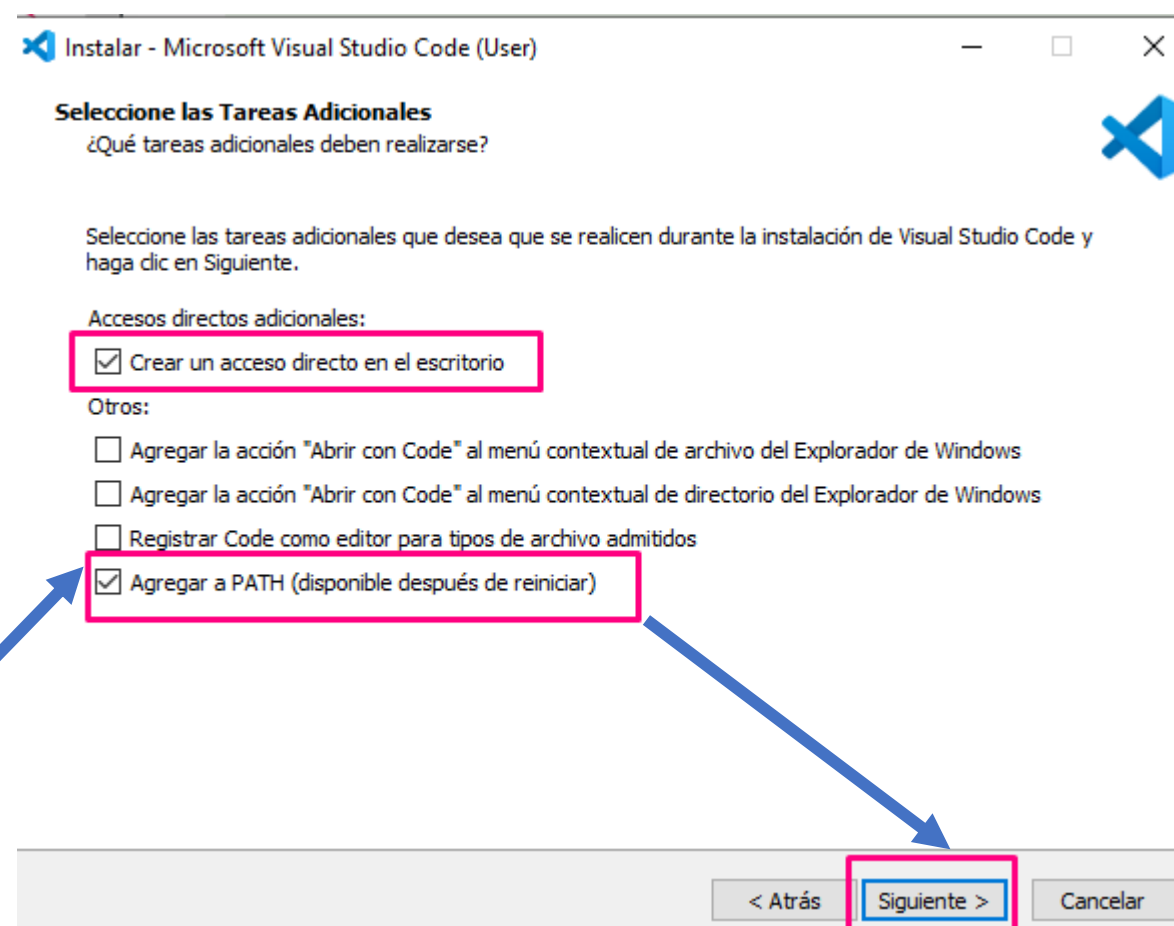 Instalar - Microsoft Visual Studio Code (User)
Seleccione las Tareas Adicionales
¿Qué tareas adicionales deben realizarse?
Seleccione las tareas adicionales que desea que se realicen durante la instalación de Visual Studio Code y
haga clic en Siguiente.
Accesos directos adicionales:
Crear un acceso directo en el escritorio
Otros:
Agregar la acción "Abrir con Code" al menú contextual de archivo del Explorador de Windows
Agregar la acción "Abrir con Code" al menú contextual de directorio del Explorador de Windows
Registrar Code como editor para tipos de archivo admitidos
Agregar a PATH (disponible después de reiniciar)
< Atrás Siguiente > Cancelar